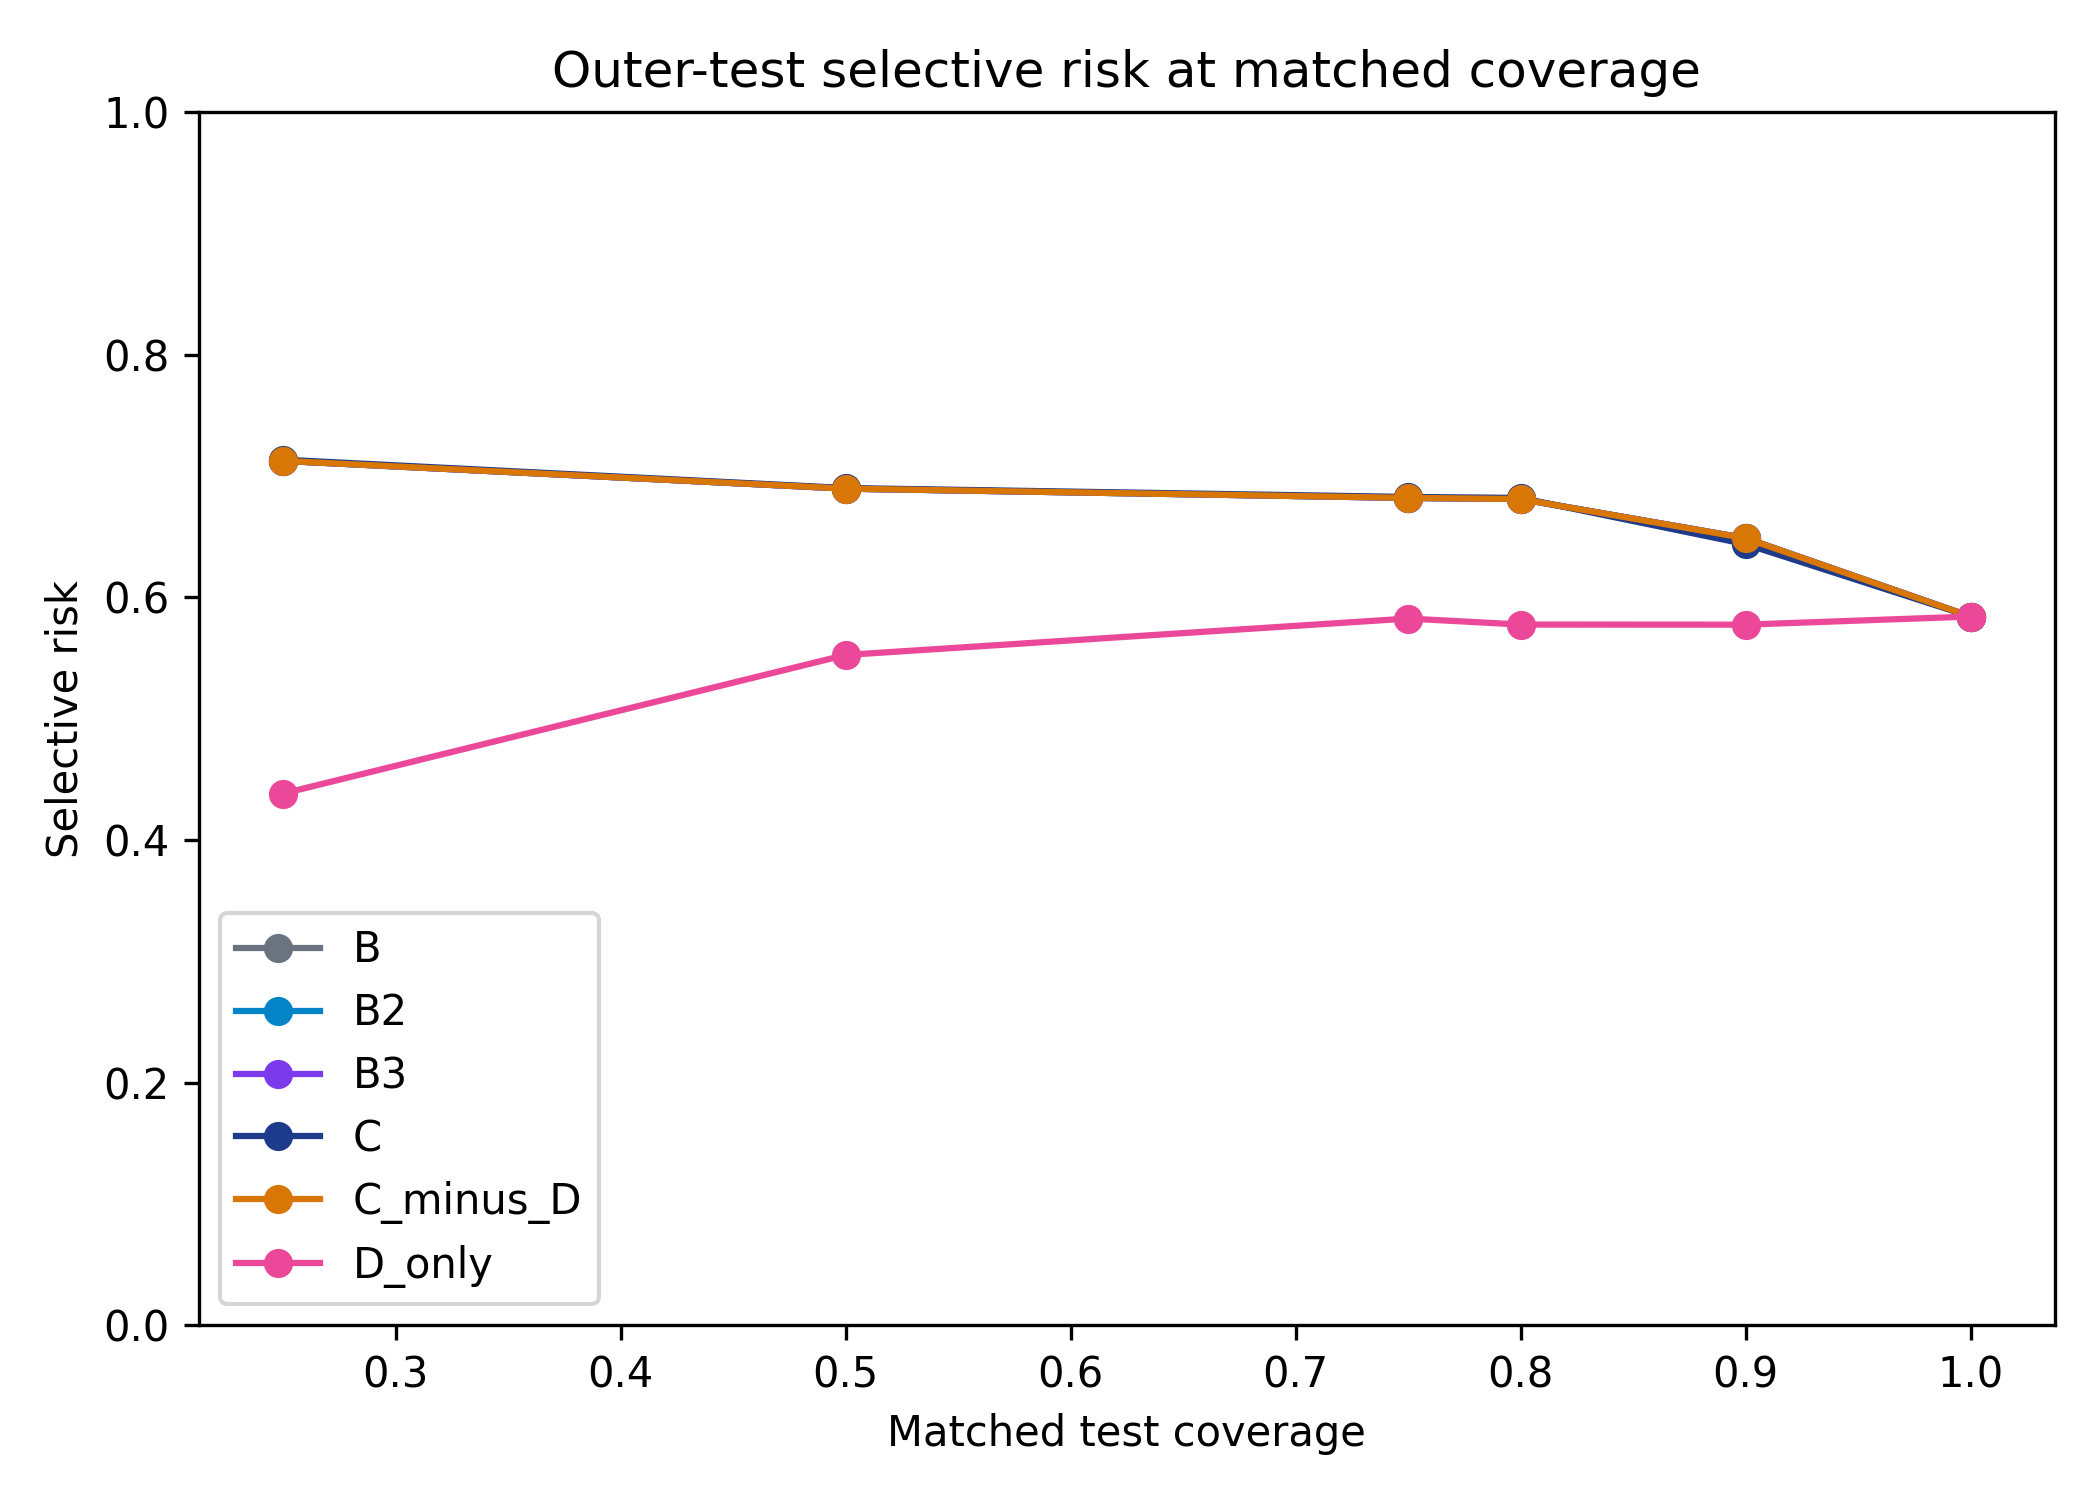 Outer-test selective risk at matched coverage
1.0
0.8
0.6
0.4
0.2
0.0
Selective risk
B
B2
B3
C
C_minus_D
D_only
0.3 0.4 0.5 0.6 0.7 0.8 0.9 1.0
Matched test coverage